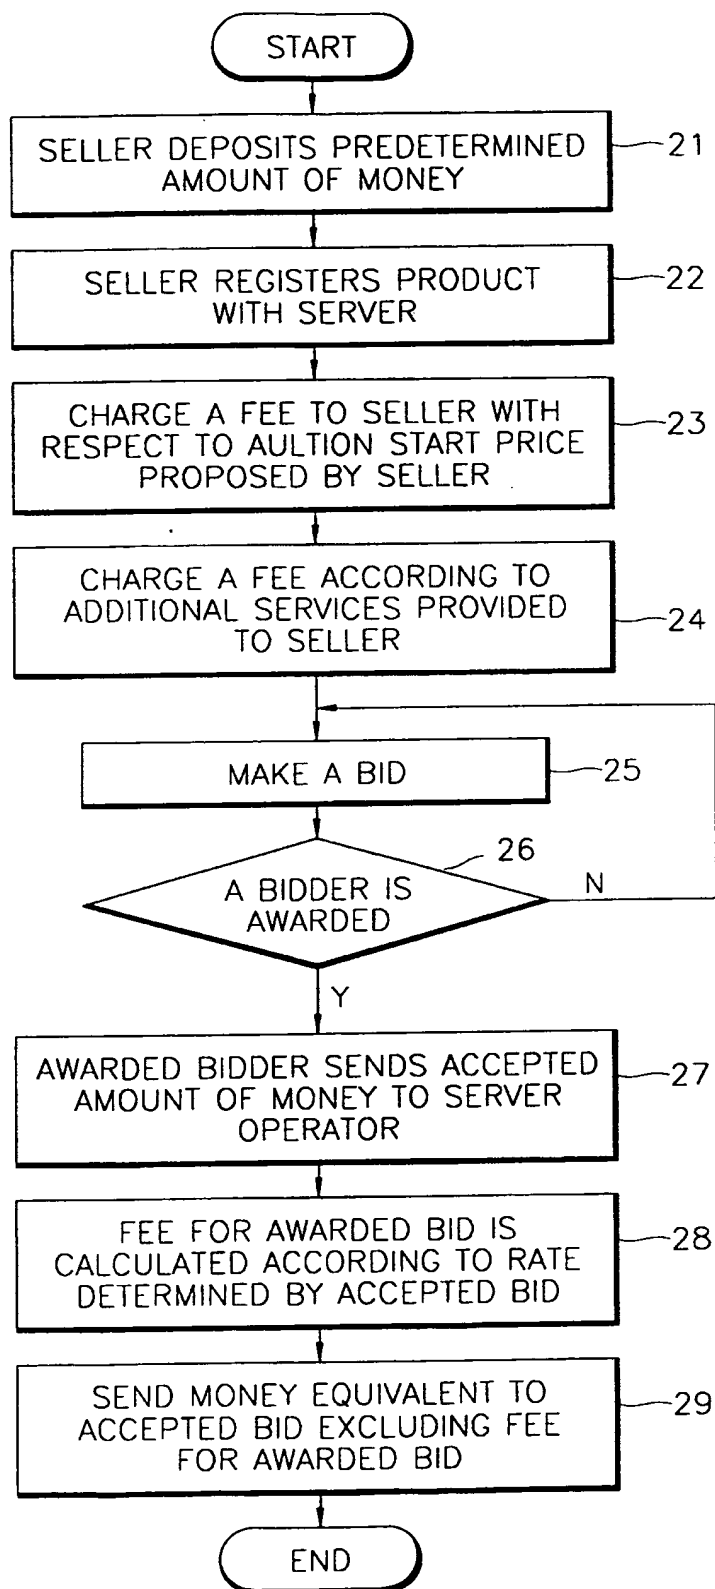 START
SELLER DEPOSITS PREDETERMINED
AMOUNT OF MONEY
21
SELLER REGISTERS PRODUCT
WITH SERVER
22
CHARGE A FEE TO SELLER WITH
RESPECT TO AULTION START PRICE
PROPOSED BY SELLER
23
CHARGE A FEE ACCORDING TO
ADDITIONAL SERVICES PROVIDED
TO SELLER
24
MAKE A BID
25
26
A BIDDER IS
AWARDED
N
Y
AWARDED BIDDER SENDS ACCEPTED
AMOUNT OF MONEY TO SERVER
OPERATOR
27
FEE FOR AWARDED BID IS
CALCULATED ACCORDING TO RATE
DETERMINED BY ACCEPTED BID
28
SEND MONEY EQUIVALENT TO
ACCEPTED BID EXCLUDING FEE
FOR AWARDED BID
29
END